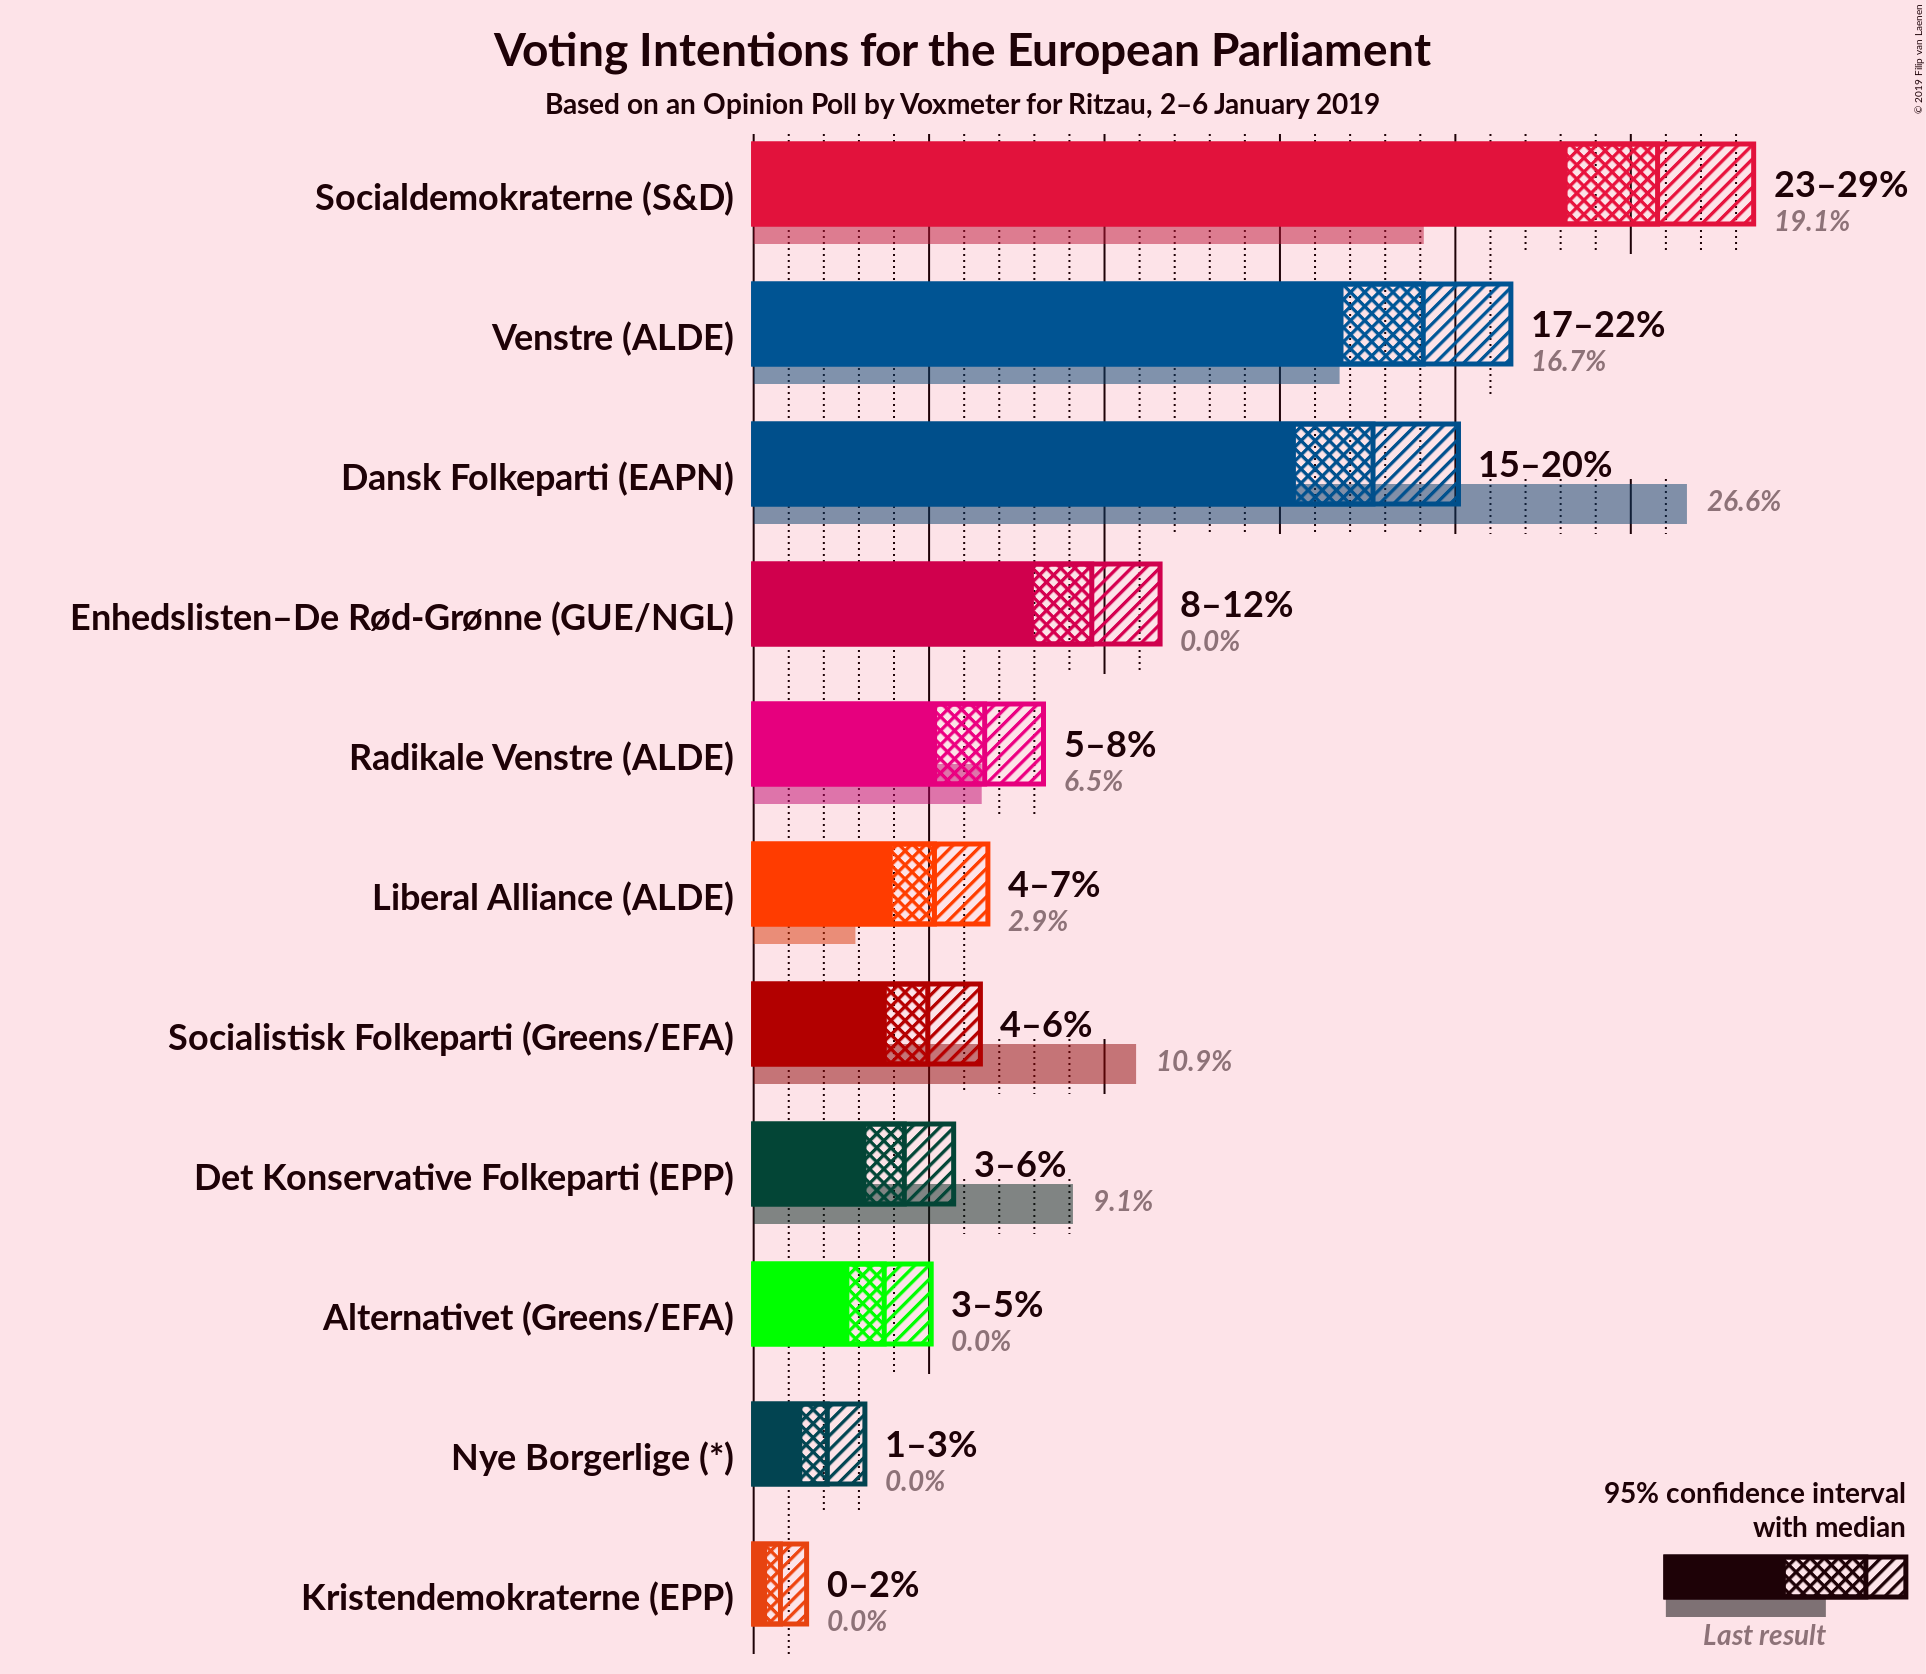 Voting Intentions for the European Parliament
Based on an Opinion Poll by Voxmeter for Ritzau, 2–6 January 2019
© 2019 Filip van Laenen
Socialdemokraterne (S&D)
23–29%
19.1%
Venstre (ALDE)
17–22%
16.7%
Dansk Folkeparti (EAPN)
15–20%
26.6%
Enhedslisten–De Rød-Grønne (GUE/NGL)
8–12%
0.0%
Radikale Venstre (ALDE)
5–8%
6.5%
Liberal Alliance (ALDE)
4–7%
2.9%
Socialistisk Folkeparti (Greens/EFA)
4–6%
10.9%
Det Konservative Folkeparti (EPP)
3–6%
9.1%
Alternativet (Greens/EFA)
3–5%
0.0%
Nye Borgerlige (*)
1–3%
0.0%
Kristendemokraterne (EPP)
0–2%
0.0%
95% confidence interval
with median
Last result